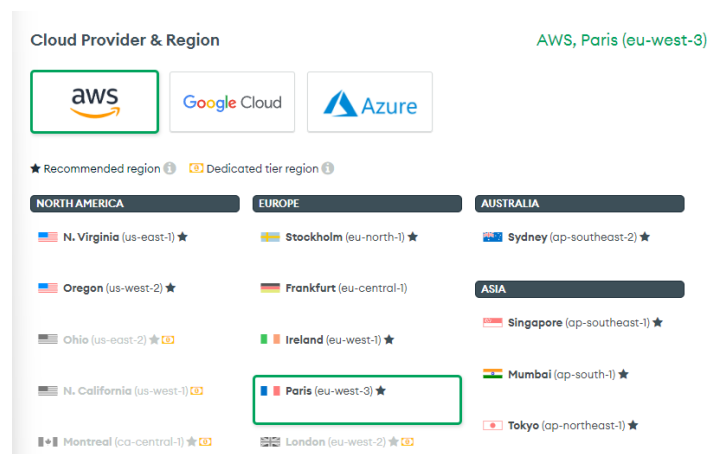 Cloud Provider & Region
AWS, Paris (eu-west-3)
aws
Google Cloud
Azure
★ Recommended region
Dedicated tier region
NORTH AMERICA
N. Virginia (us-east-1) ★
Oregon (us-west-2) ★
Ohio (us-east-2) ★
N. California (us-west-1)
Montreal (ca-central-1) ★
EUROPE
Stockholm (eu-north-1) ★
Frankfurt (eu-central-1)
Ireland (eu-west-1) ★
Paris (eu-west-3) ★
London (eu-west-2) ★
AUSTRALIA
Sydney (ap-southeast-2) ★
ASIA
Singapore (ap-southeast-1) ★
Mumbai (ap-south-1) ★
Tokyo (ap-northeast-1) ★